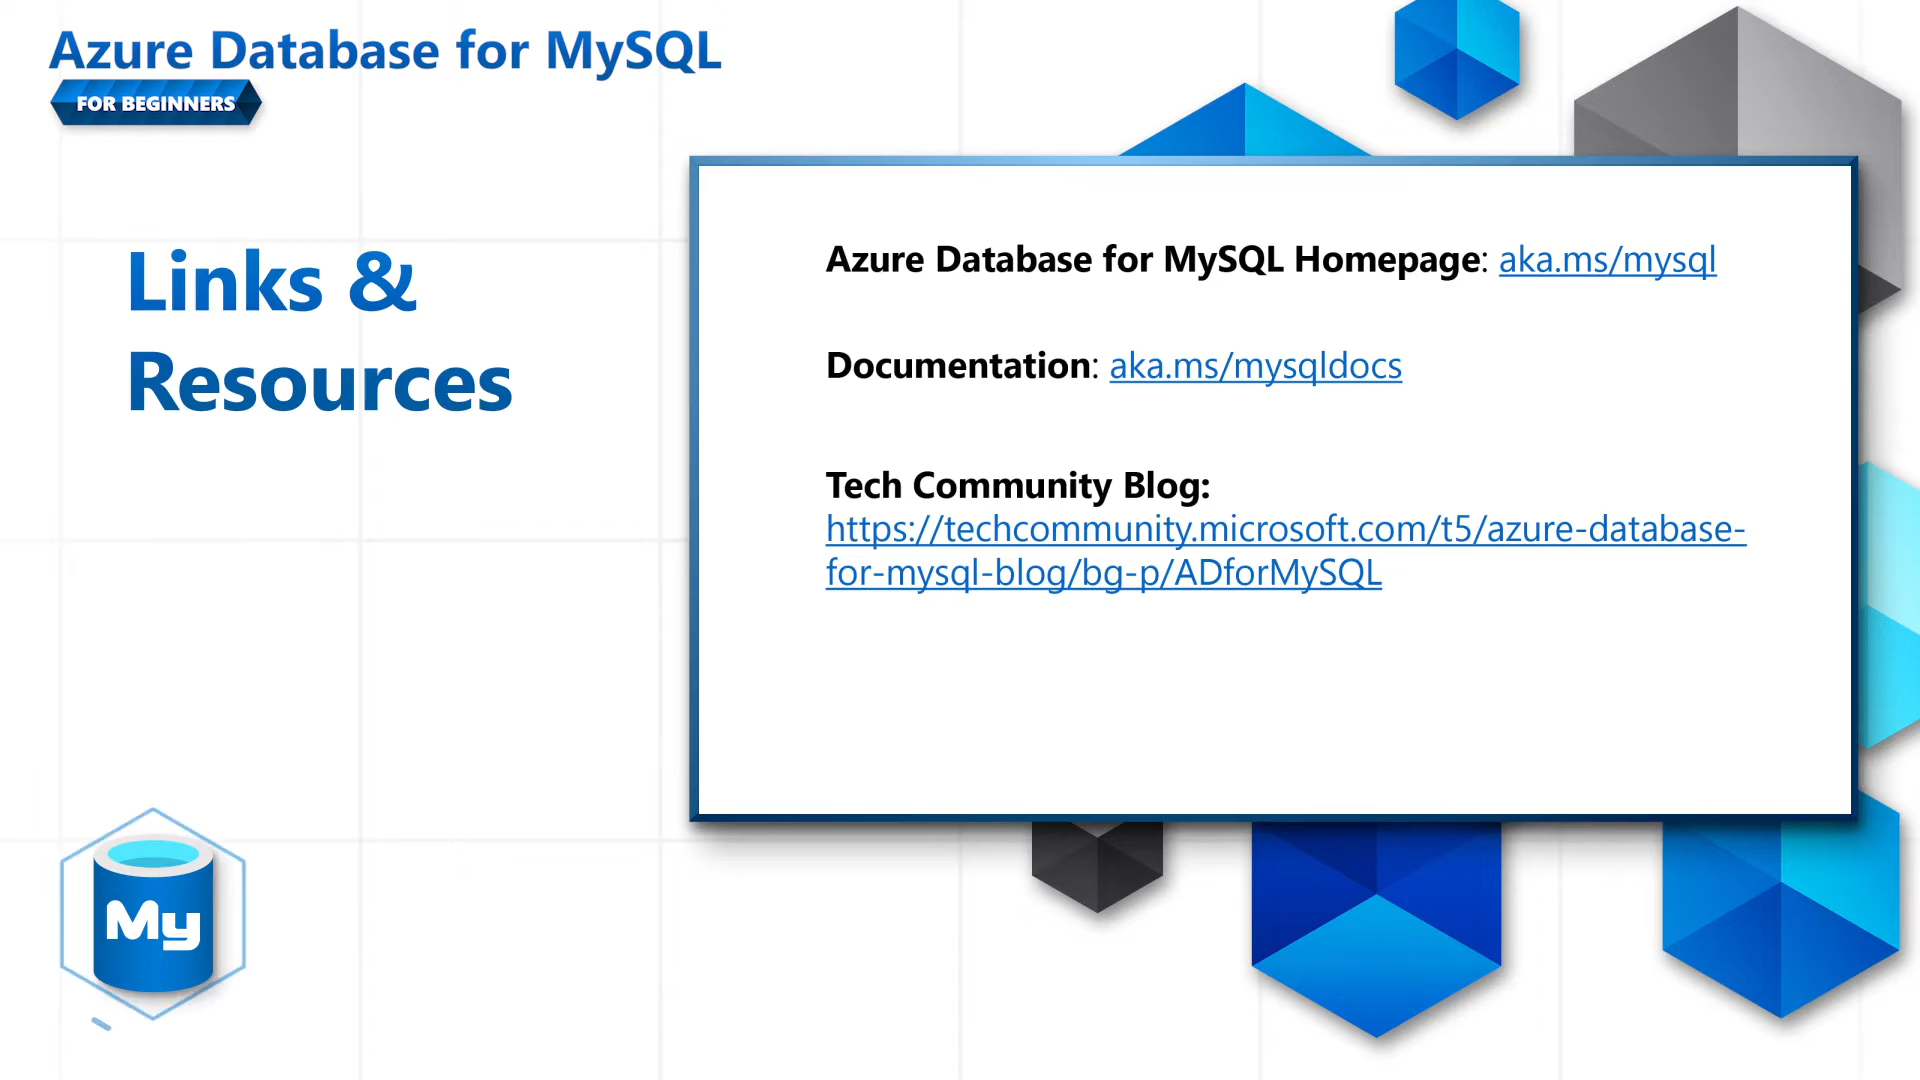 Azure Database for MySQL
FOR BEGINNERS
Links &
Resources
Azure Database for MySQL Homepage: aka.ms/mysql
Documentation: aka.ms/mysqldocs
Tech Community Blog:
https://techcommunity.microsoft.com/t5/azure-database-
for-mysql-blog/bg-p/ADforMySQL
My